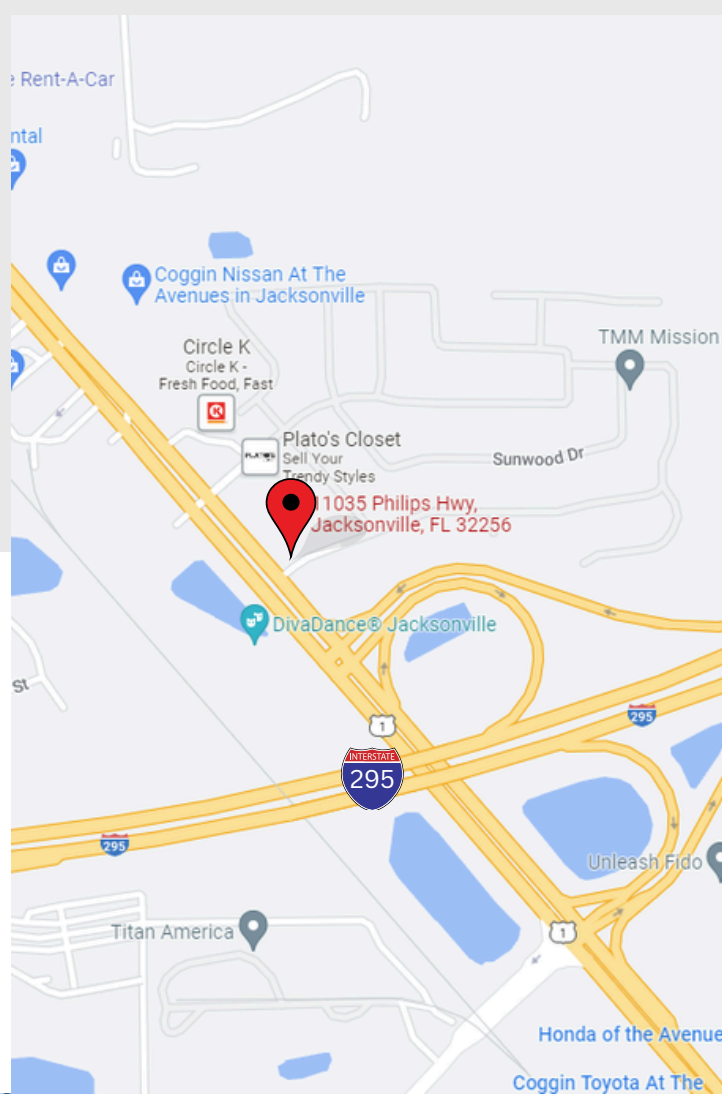 e Rent-A-Car
ntal
Coggin Nissan At The
Avenues in Jacksonville
TMM Mission
Circle K
Circle K -
Fresh Food, Fast
Plato's Closet
Sell Your
Trendy Styles
Sunwood Dr
11035 Philips Hwy,
Jacksonville, FL 32256
DivaDance® Jacksonville
St
1
295
INTERSTATE
295
295
Unleash Fido
Titan America
1
Honda of the Avenue
Coggin Toyota At The